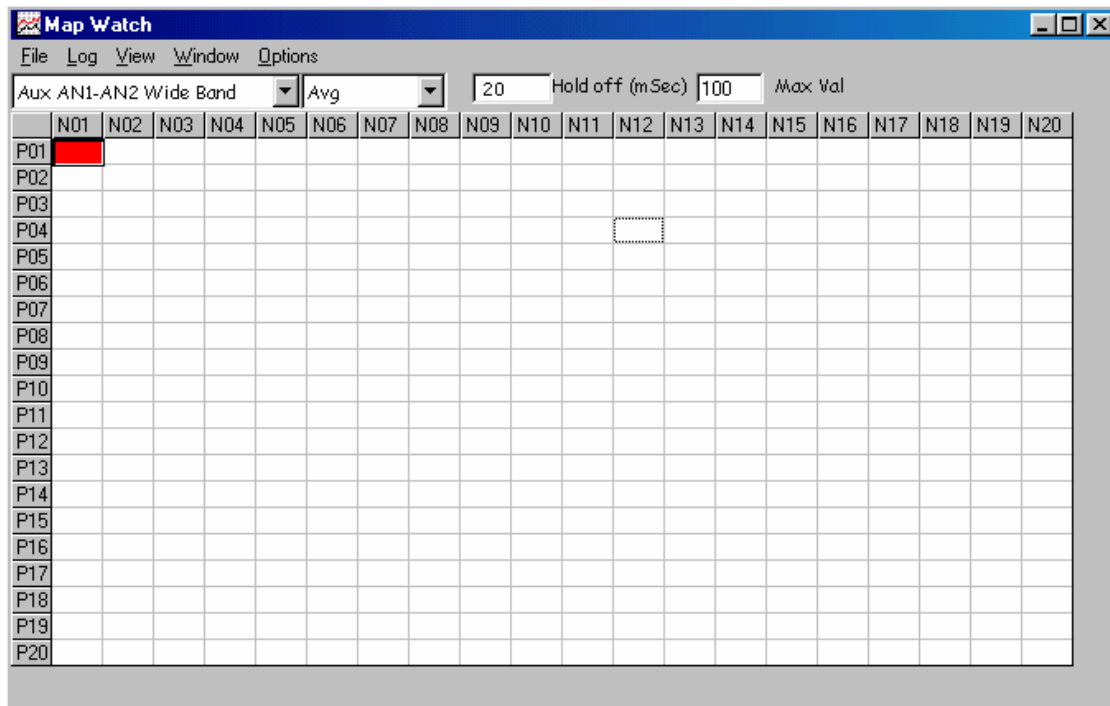 Map Watch
File Log View Window Options
Aux AN1-AN2 Wide Band Avg 20 Hold off (mSec) 100 Max Val
N01 N02 N03 N04 N05 N06 N07 N08 N09 N10 N11 N12 N13 N14 N15 N16 N17 N18 N19 N20
P01
P02
P03
P04
P05
P06
P07
P08
P09
P10
P11
P12
P13
P14
P15
P16
P17
P18
P19
P20